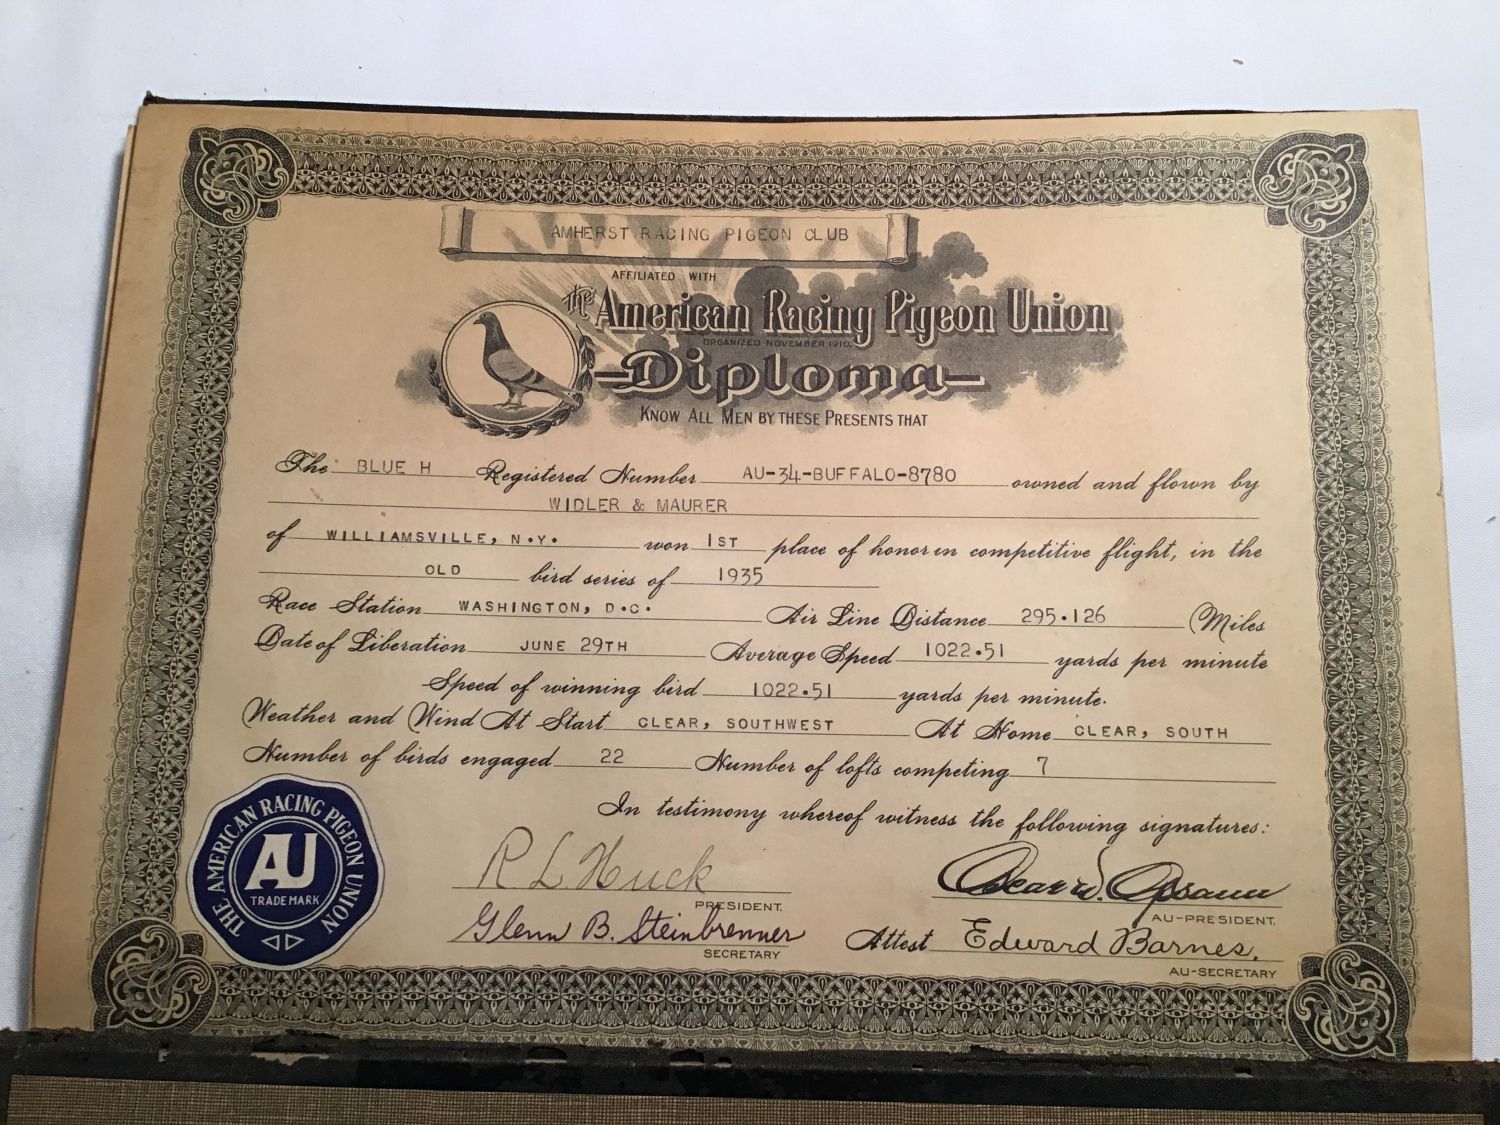 AMHERST RACING PIGEON CLUB
AFFILIATED WITH
The American Racing Pigeon Union
ORGANIZED NOVEMBER 1910.
Diploma
KNOW ALL MEN BY THESE PRESENTS THAT
The BLUE H Registered Number AU-34-BUFFALO-8780 owned and flown by
WIDLER & MAURER
of WILLIAMSVILLE, N.Y. won 1ST place of honor in competitive flight, in the
OLD bird series of 1935
Race Station WASHINGTON, D.C. Air Line Distance 295.126 Miles
Date of Liberation JUNE 29TH Average Speed 1022.51 yards per minute
Speed of winning bird 1022.51 yards per minute.
Weather and Wind At Start CLEAR, SOUTHWEST At Home CLEAR, SOUTH
Number of birds engaged 22 Number of lofts competing 7
In testimony whereof witness the following signatures:
R L Huck
PRESIDENT.
Oscar W.
AU-PRESIDENT.
Glenn B. Steinbrenner
SECRETARY
Attest Edward Barnes.
AU-SECRETARY
THE AMERICAN RACING PIGEON UNION
AU
TRADE MARK